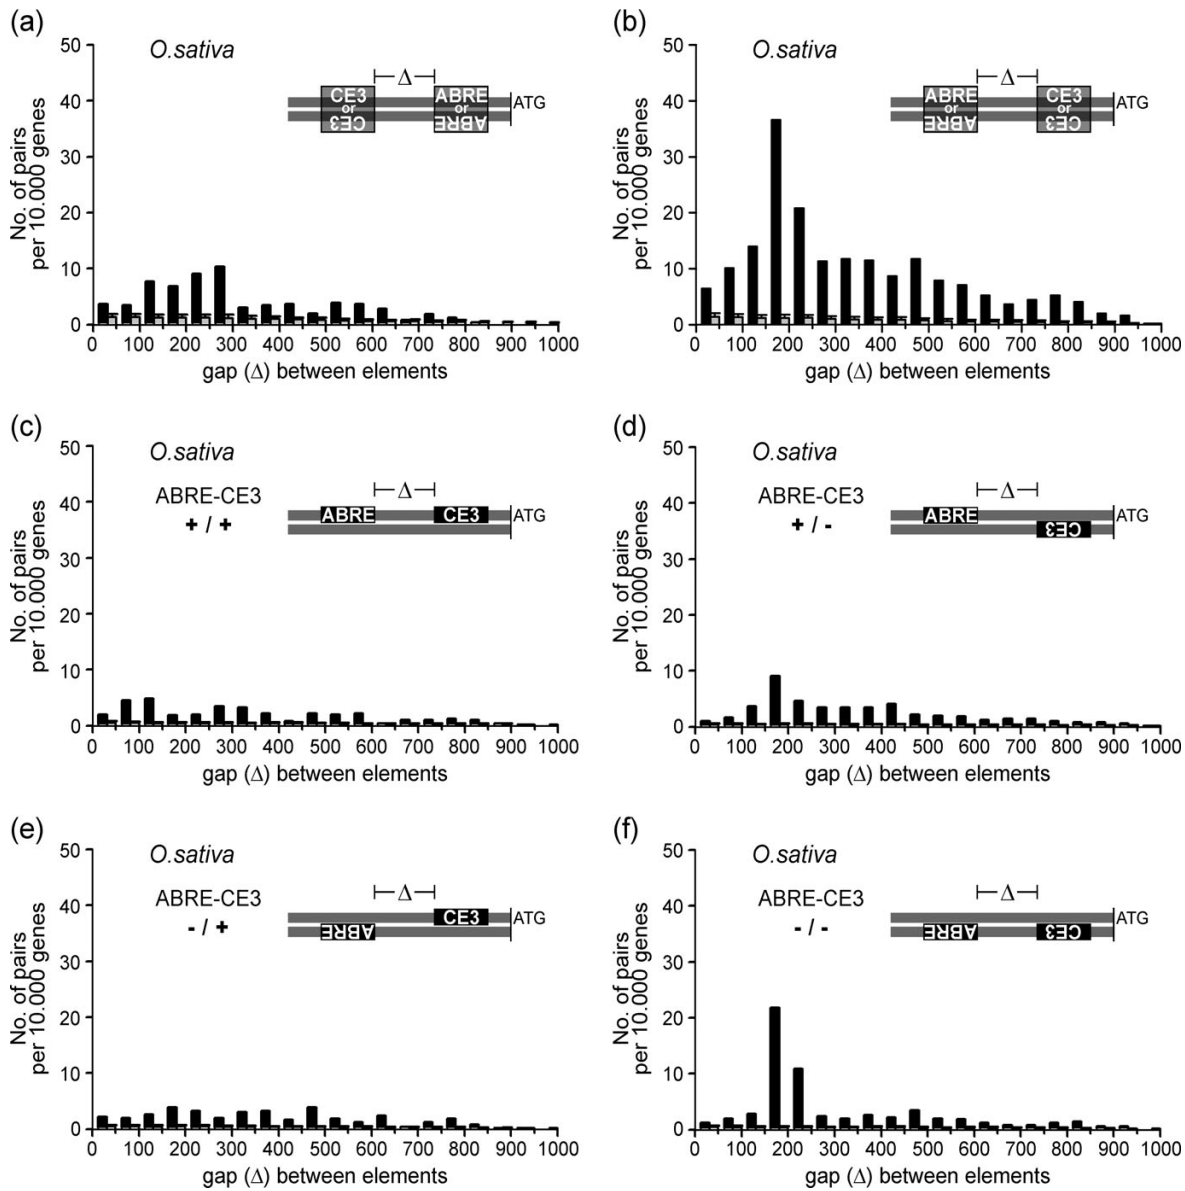 (a)
O.sativa
No. of pairs
per 10.000 genes
50
40
30
20
10
0
CE3
or
CE3
Δ
ABRE
or
ABRE
ATG
0 100 200 300 400 500 600 700 800 900 1000
gap (Δ) between elements
(b)
O.sativa
No. of pairs
per 10.000 genes
50
40
30
20
10
0
ABRE
or
ABRE
Δ
CE3
or
CE3
ATG
0 100 200 300 400 500 600 700 800 900 1000
gap (Δ) between elements
(c)
O.sativa
ABRE-CE3
+ / +
No. of pairs
per 10.000 genes
50
40
30
20
10
0
Δ
ABRE CE3 ATG
0 100 200 300 400 500 600 700 800 900 1000
gap (Δ) between elements
(d)
O.sativa
ABRE-CE3
+ / -
No. of pairs
per 10.000 genes
50
40
30
20
10
0
Δ
ABRE ATG
CE3
0 100 200 300 400 500 600 700 800 900 1000
gap (Δ) between elements
(e)
O.sativa
ABRE-CE3
- / +
No. of pairs
per 10.000 genes
50
40
30
20
10
0
Δ
CE3 ATG
ABRE
0 100 200 300 400 500 600 700 800 900 1000
gap (Δ) between elements
(f)
O.sativa
ABRE-CE3
- / -
No. of pairs
per 10.000 genes
50
40
30
20
10
0
Δ
ATG
ABRE CE3
0 100 200 300 400 500 600 700 800 900 1000
gap (Δ) between elements